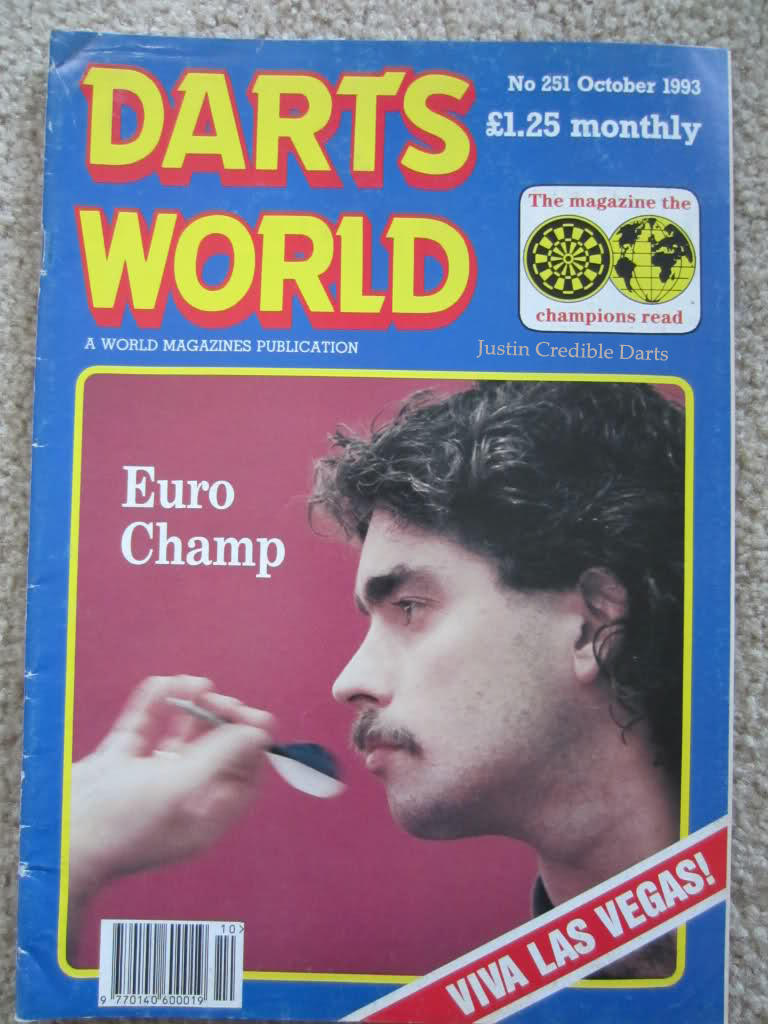 DARTS
WORLD
No 251 October 1993
£1.25 monthly
The magazine the
champions read
A WORLD MAGAZINES PUBLICATION
Justin Credible Darts
Euro
Champ
VIVA LAS VEGAS!
10>
9 770140 600019